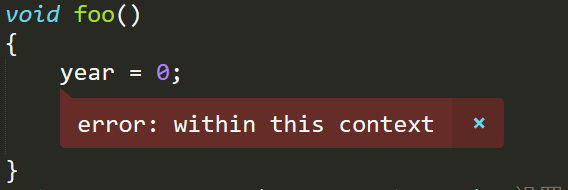 void foo()
{
year = 0;
error: within this context ×
}